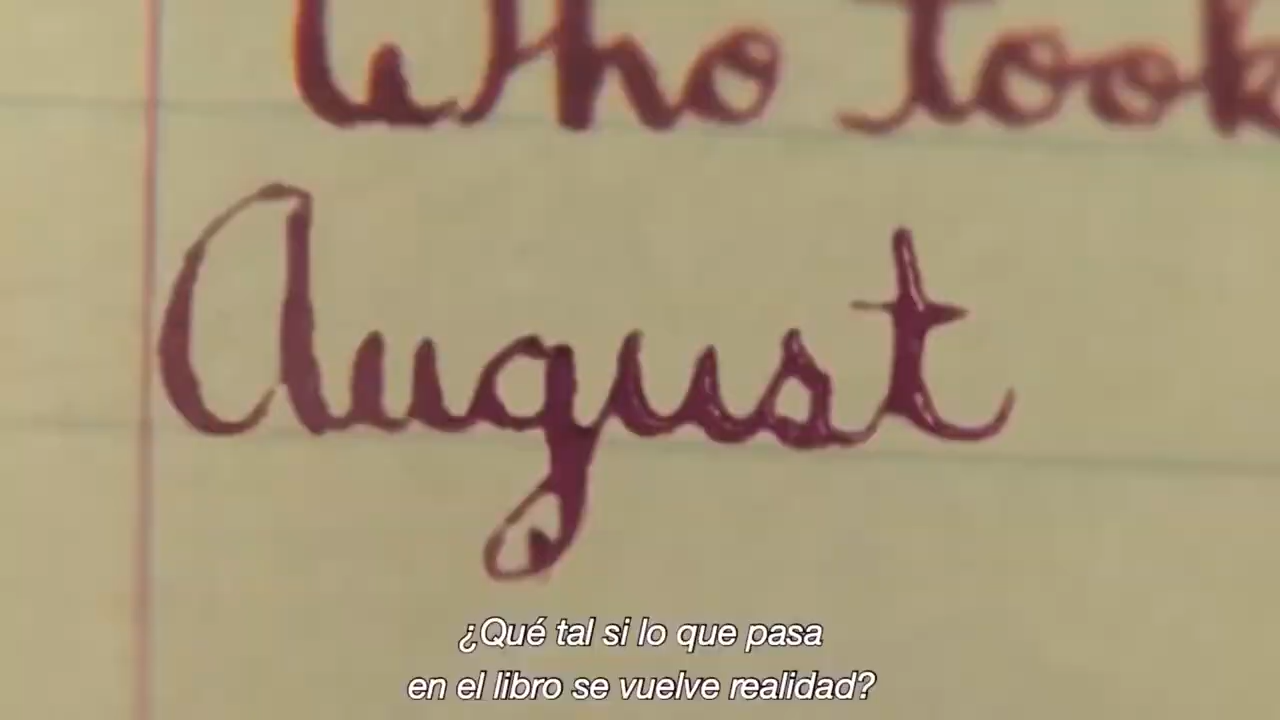 Who took
August
¿Qué tal si lo que pasa
en el libro se vuelve realidad?